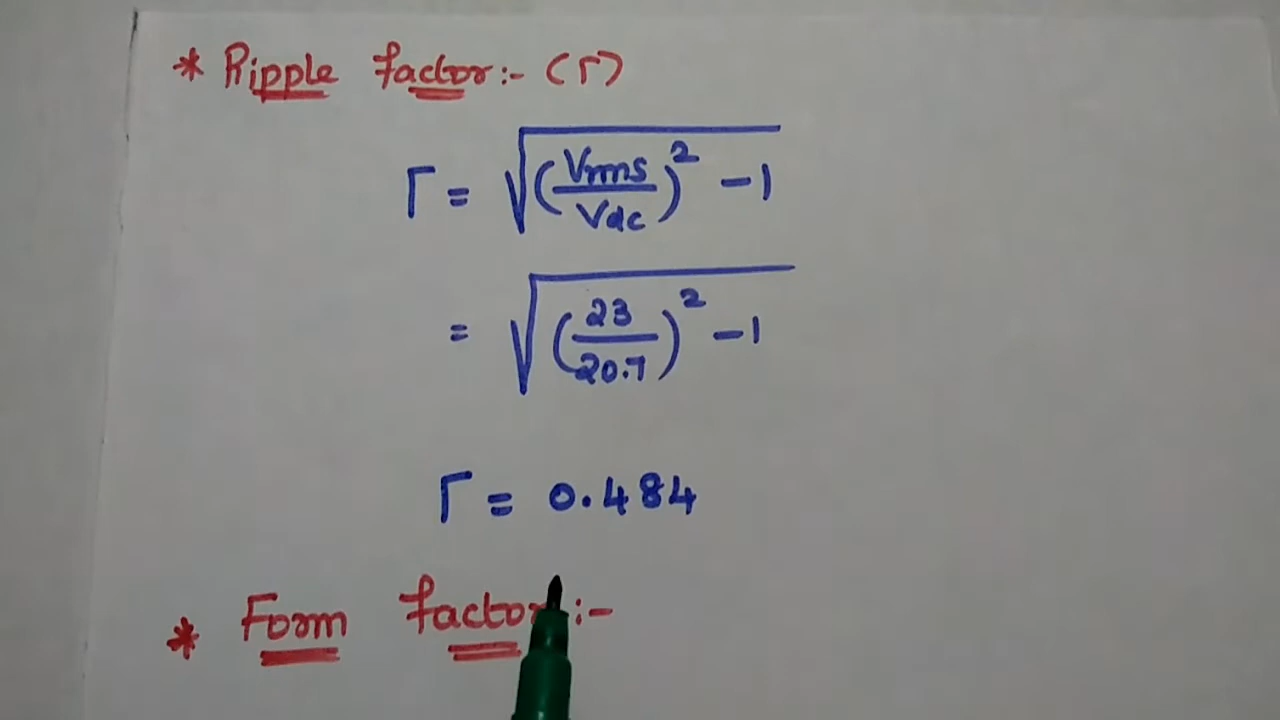 * Ripple factor:- (Γ)
Γ = √(Vrms/Vdc)² - 1
= √(23/20.7)² - 1
Γ = 0.484
* Form factor:-